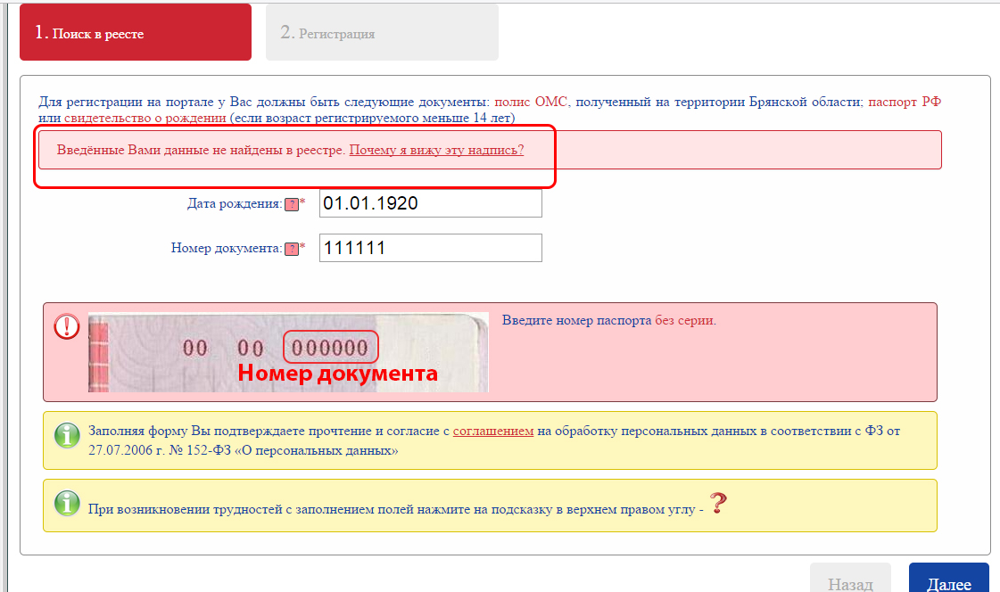 1. Поиск в реесте
2. Регистрация
Для регистрации на портале у Вас должны быть следующие документы: полис ОМС, полученный на территории Брянской области; паспорт РФ
или свидетельство о рождении (если возраст регистрируемого меньше 14 лет)
Введённые Вами данные не найдены в реестре. Почему я вижу эту надпись?
Дата рождения: ?* 01.01.1920
Номер документа: ?* 111111
Введите номер паспорта без серии.
00 00 000000
Номер документа
Заполняя форму Вы подтверждаете прочтение и согласие с соглашением на обработку персональных данных в соответствии с ФЗ от
27.07.2006 г. № 152-ФЗ «О персональных данных»
При возникновении трудностей с заполнением полей нажмите на подсказку в верхнем правом углу - ?
Назад
Далее